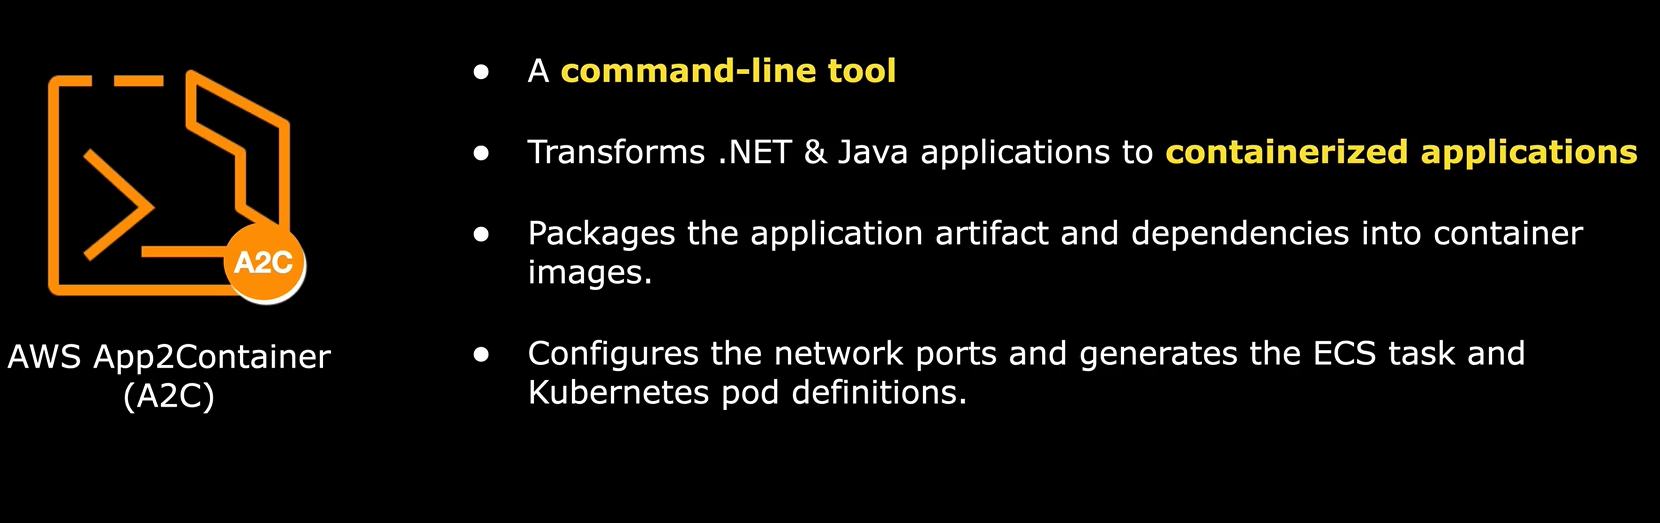 A2C
AWS App2Container
(A2C)
● A command-line tool
● Transforms .NET & Java applications to containerized applications
● Packages the application artifact and dependencies into container
images.
● Configures the network ports and generates the ECS task and
Kubernetes pod definitions.